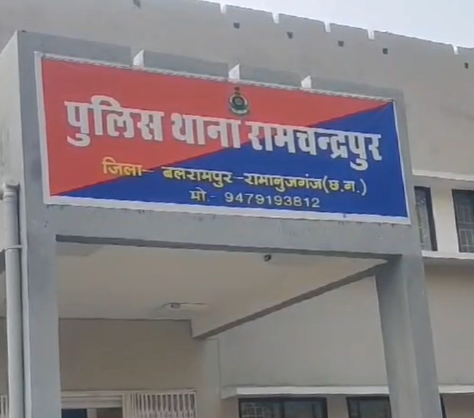 पुलिस थाना रामचन्द्रपुर
जिला- बलरामपुर-रामानुजगंज(छ.ग.)
मो.- 9479193812